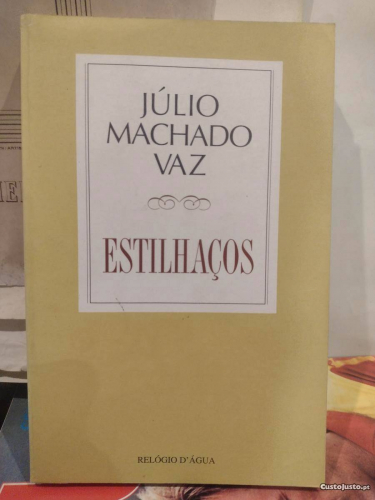 JÚLIO
MACHADO
VAZ
ESTILHAÇOS
RELÓGIO D'ÁGUA
CustoJusto.pt